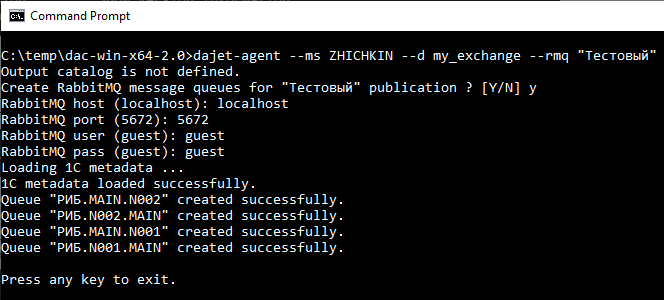 Command Prompt
C:\temp\dac-win-x64-2.0>dajet-agent --ms ZHICHKIN --d my_exchange --rmq "Тестовый"
Output catalog is not defined.
Create RabbitMQ message queues for "Тестовый" publication ? [Y/N] y
RabbitMQ host (localhost): localhost
RabbitMQ port (5672): 5672
RabbitMQ user (guest): guest
RabbitMQ pass (guest): guest
Loading 1C metadata ...
1C metadata loaded successfully.
Queue "РИБ.MAIN.N002" created successfully.
Queue "РИБ.N002.MAIN" created successfully.
Queue "РИБ.MAIN.N001" created successfully.
Queue "РИБ.N001.MAIN" created successfully.
Press any key to exit.